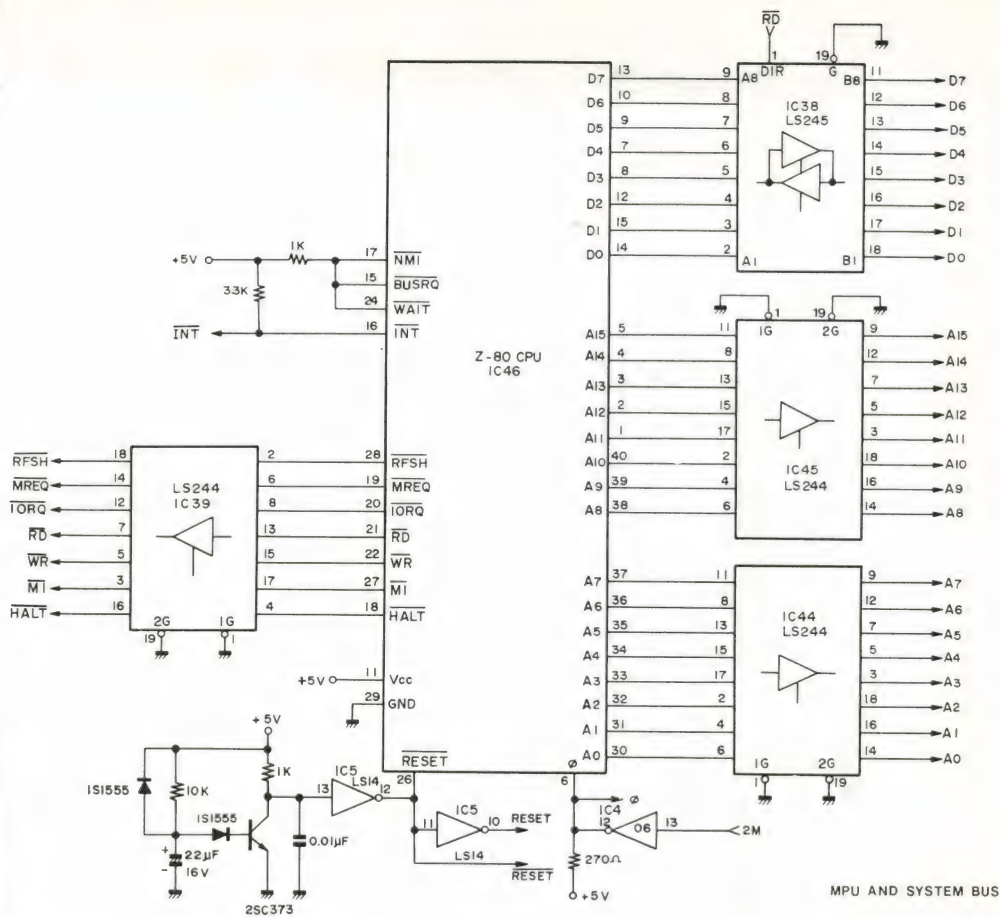 RD
1
DIR
19
G
IC38
LS245
D7 13 9 A8 B8 11 D7
D6 10 8 12 D6
D5 9 7 13 D5
D4 7 6 14 D4
D3 8 5 15 D3
D2 12 4 16 D2
D1 15 3 17 D1
D0 14 2 A1 B1 18 D0
+5V
1K
33K
17 NMI
15 BUSRQ
24 WAIT
INT 16 INT
Z-80 CPU
IC46
1
1G
19
2G
IC45
LS244
A15 5 11 9 A15
A14 4 8 12 A14
A13 3 13 7 A13
A12 2 15 5 A12
A11 1 17 3 A11
A10 40 2 18 A10
A9 39 4 16 A9
A8 38 6 14 A8
LS244
IC39
RFSH 18 2 28 RFSH
MREQ 14 6 19 MREQ
IORQ 12 8 20 IORQ
RD 7 13 21 RD
WR 5 15 22 WR
M1 3 17 27 M1
HALT 16 4 18 HALT
2G 1G
19 1
IC44
LS244
A7 37 11 9 A7
A6 36 8 12 A6
A5 35 13 7 A5
A4 34 15 5 A4
A3 33 17 3 A3
A2 32 2 18 A2
A1 31 4 16 A1
A0 30 6 14 A0
1G 2G
1 19
+5V 11 Vcc
29 GND
RESET
26
ø
6
+5V
1S1555
10K
1K
1S1555
22µF
16V
+
-
2SC373
0.01µF
13 IC5 LS14 12
11 IC5 10 RESET
LS14
RESET
ø
IC4
12 06 13 2M
270Ω
+5V
MPU AND SYSTEM BUS